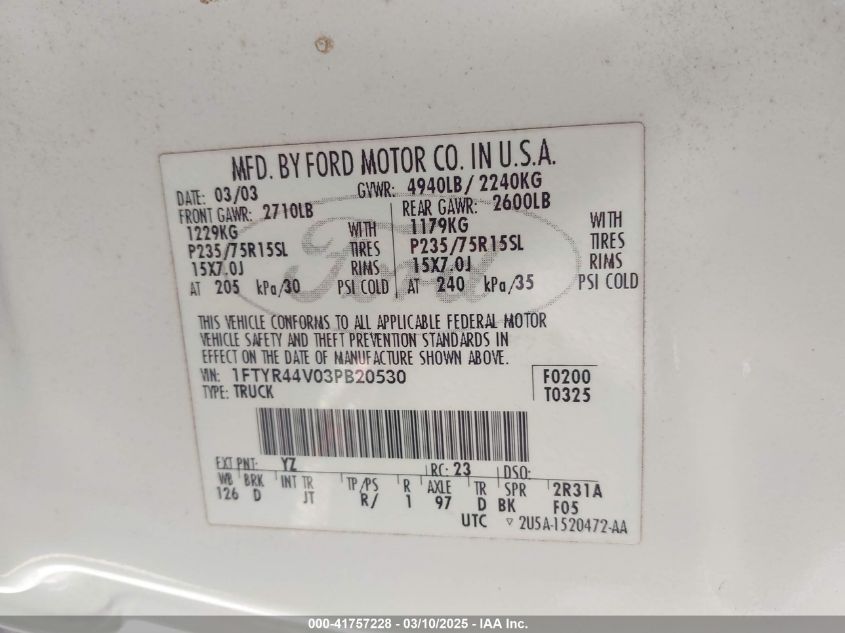 MFD. BY FORD MOTOR CO. IN U.S.A.
DATE: 03/03 GVWR: 4940LB/ 2240KG
FRONT GAWR: 2710LB REAR GAWR: 2600LB
1229KG WITH 1179KG WITH
P235/75R15SL TIRES P235/75R15SL TIRES
15X7.0J RIMS 15X7.0J RIMS
AT 205 kPa/30 PSI COLD AT 240 kPa/35 PSI COLD
Ford
THIS VEHICLE CONFORMS TO ALL APPLICABLE FEDERAL MOTOR
VEHICLE SAFETY AND THEFT PREVENTION STANDARDS IN
EFFECT ON THE DATE OF MANUFACTURE SHOWN ABOVE.
VIN: 1FTYR44V03PB20530 F0200
TYPE: TRUCK T0325
EXT PNT: YZ RC: 23 DSO:
WB BRK INT TR TP/PS R AXLE TR SPR 2R31A
126 D JT R/ 1 97 D BK F05
UTC ▽ 2U5A-1520472-AA
000-41757228 - 03/10/2025 - IAA Inc.